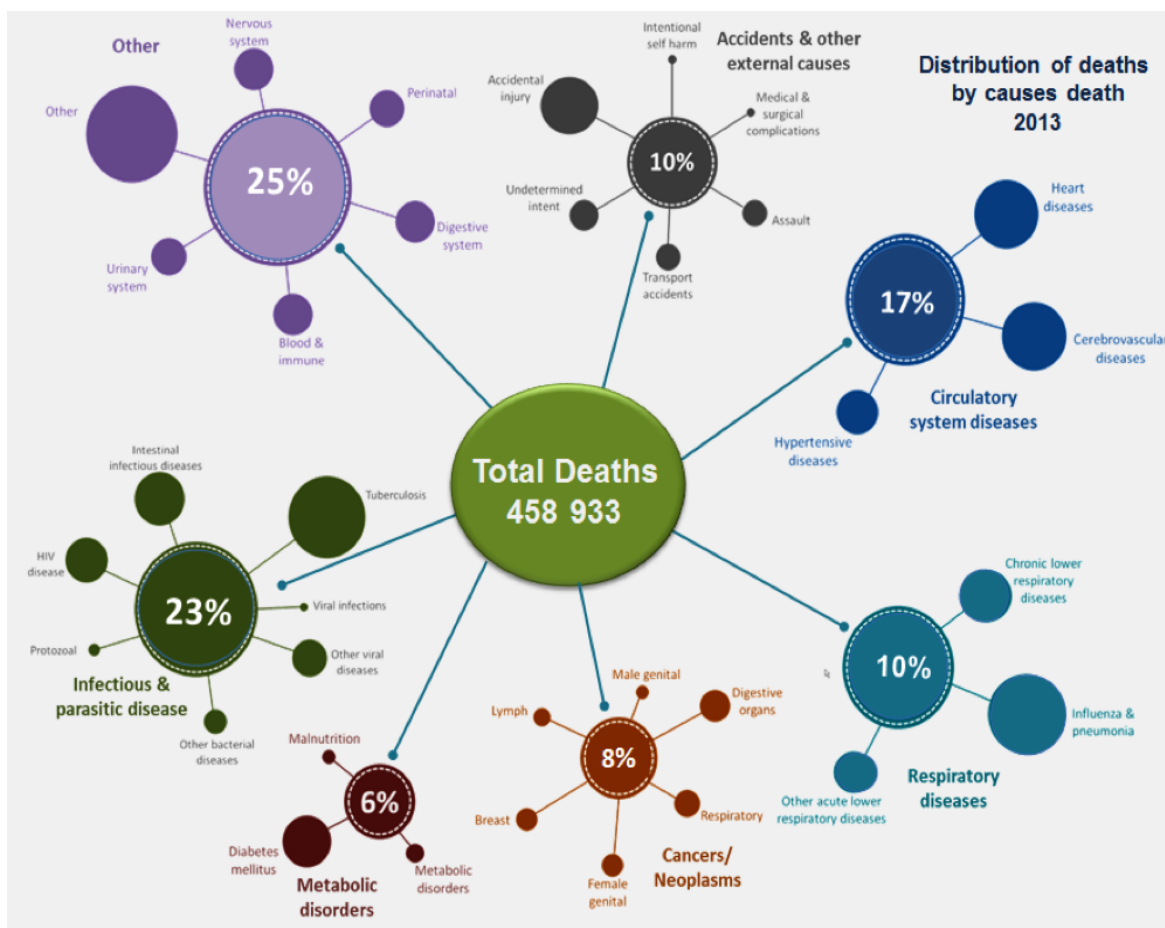 Distribution of deaths
by causes death
2013
Other
Nervous
system
Perinatal
Other
25%
Digestive
system
Urinary
system
Blood &
immune
Accidents & other
external causes
Intentional
self harm
Accidental
injury
Medical &
surgical
complications
10%
Undetermined
intent
Assault
Transport
accidents
Heart
diseases
17%
Cerebrovascular
diseases
Circulatory
system diseases
Hypertensive
diseases
Total Deaths
458 933
Intestinal
infectious diseases
Tuberculosis
HIV
disease
23%
Viral infections
Protozoal
Other viral
diseases
Infectious &
parasitic disease
Other bacterial
diseases
Malnutrition
6%
Diabetes
mellitus
Metabolic
disorders
Metabolic
disorders
Male genital
Lymph
Digestive
organs
8%
Breast
Respiratory
Female
genital
Cancers/
Neoplasms
Chronic lower
respiratory
diseases
10%
Influenza &
pneumonia
Other acute lower
respiratory diseases
Respiratory
diseases